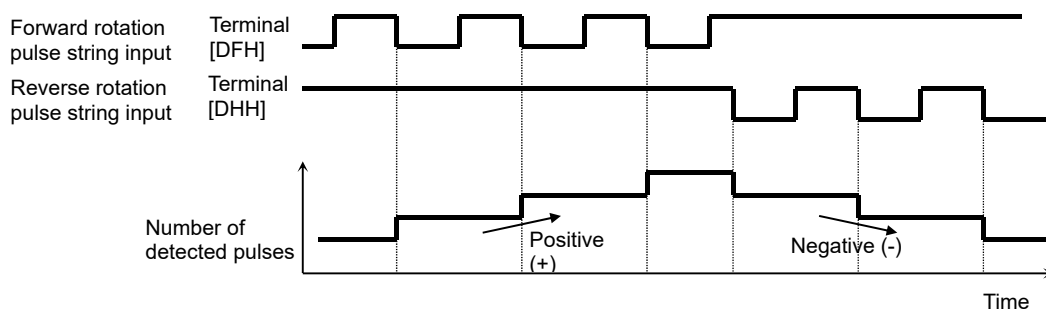 Forward rotation
pulse string input
Terminal
[DFH]
Reverse rotation
pulse string input
Terminal
[DHH]
Number of
detected pulses
Positive
(+)
Negative (-)
Time